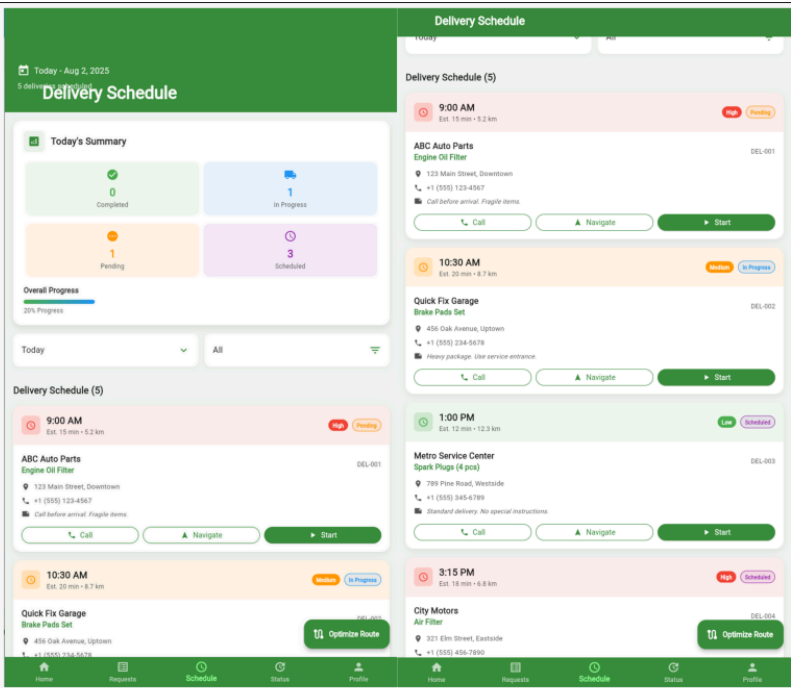 Today - Aug 2, 2025
5 deliveries scheduled
Delivery Schedule
Today's Summary
0
Completed
1
In Progress
1
Pending
3
Scheduled
Overall Progress
20% Progress
Today
All
Delivery Schedule (5)
9:00 AM
Est. 15 min • 5.2 km
High
Pending
ABC Auto Parts
Engine Oil Filter
DEL-001
123 Main Street, Downtown
+1 (555) 123-4567
Call before arrival. Fragile items.
Call
Navigate
Start
10:30 AM
Est. 20 min • 8.7 km
Medium
In Progress
Quick Fix Garage
Brake Pads Set
DEL-002
456 Oak Avenue, Uptown
+1 (555) 234-5678
Optimize Route
Home
Requests
Schedule
Status
Profile
Delivery Schedule
Today
All
Delivery Schedule (5)
9:00 AM
Est. 15 min • 5.2 km
High
Pending
ABC Auto Parts
Engine Oil Filter
DEL-001
123 Main Street, Downtown
+1 (555) 123-4567
Call before arrival. Fragile items.
Call
Navigate
Start
10:30 AM
Est. 20 min • 8.7 km
Medium
In Progress
Quick Fix Garage
Brake Pads Set
DEL-002
456 Oak Avenue, Uptown
+1 (555) 234-5678
Heavy package. Use service entrance.
Call
Navigate
Start
1:00 PM
Est. 12 min • 12.3 km
Low
Scheduled
Metro Service Center
Spark Plugs (4 pcs)
DEL-003
789 Pine Road, Westside
+1 (555) 345-6789
Standard delivery. No special instructions.
Call
Navigate
Start
3:15 PM
Est. 18 min • 6.8 km
High
Scheduled
City Motors
Air Filter
DEL-004
321 Elm Street, Eastside
+1 (555) 456-7890
Optimize Route
Home
Requests
Schedule
Status
Profile